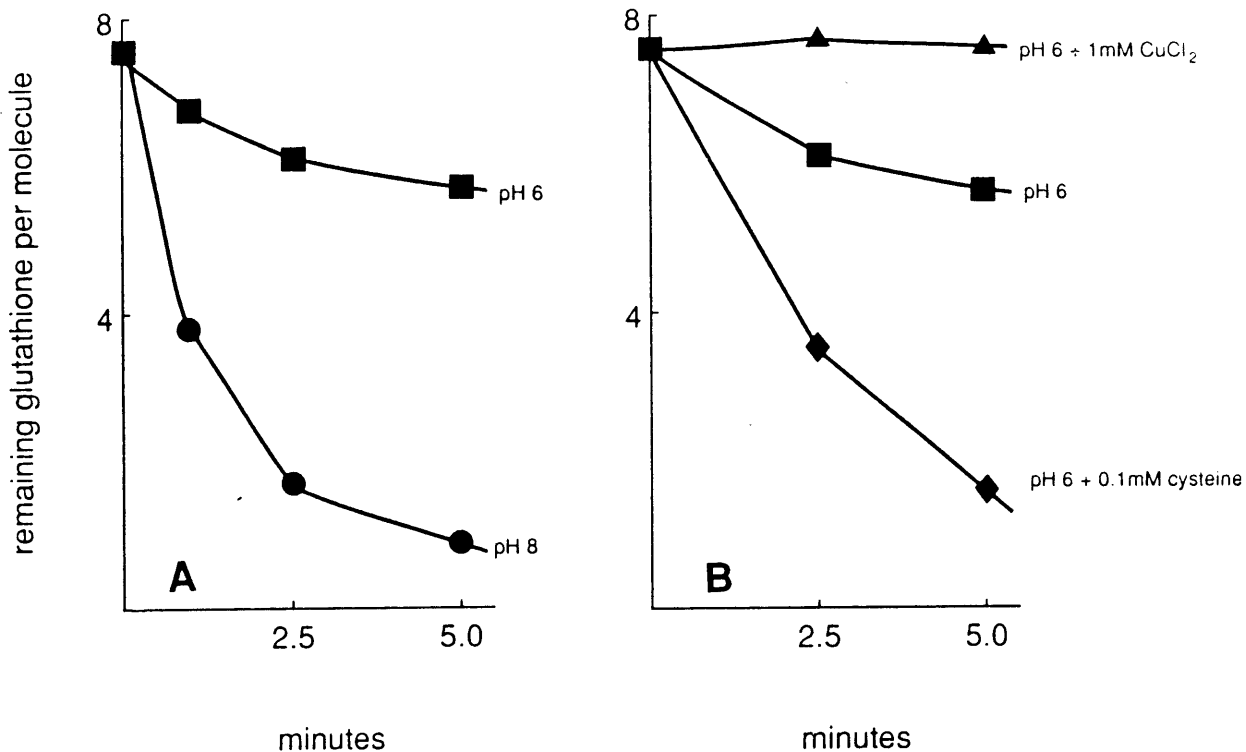 remaining glutathione per molecule
8
4
pH 6
pH 8
A
2.5 5.0
minutes
8
4
pH 6 ÷ 1mM CuCl₂
pH 6
pH 6 + 0.1mM cysteine
B
2.5 5.0
minutes